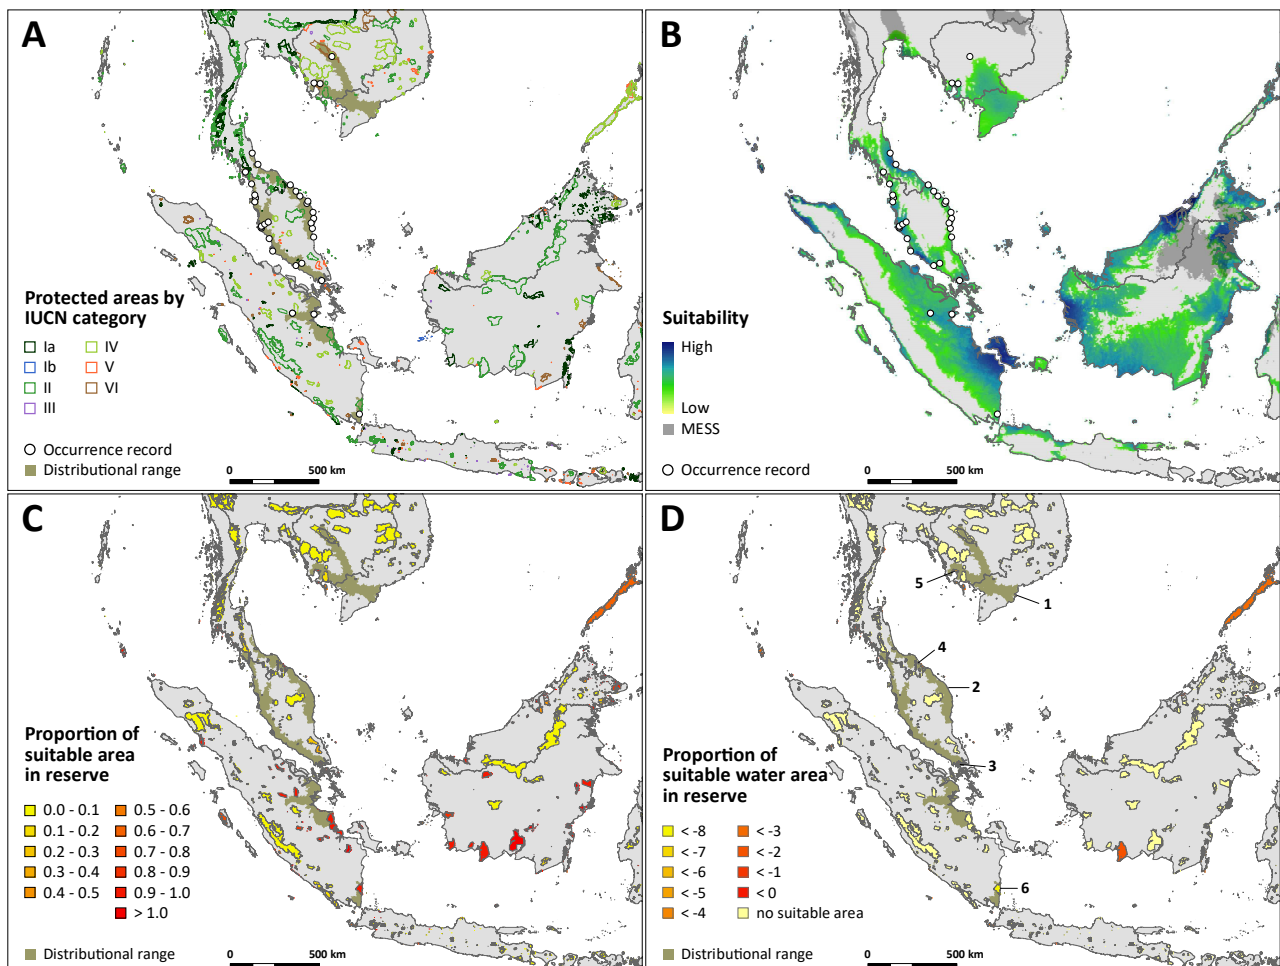 A
Protected areas by
IUCN category
Ia IV
Ib V
II VI
III
Occurrence record
Distributional range
0 500 km
B
Suitability
High
Low
MESS
Occurrence record
0 500 km
C
Proportion of
suitable area
in reserve
0.0 - 0.1 0.5 - 0.6
0.1 - 0.2 0.6 - 0.7
0.2 - 0.3 0.7 - 0.8
0.3 - 0.4 0.8 - 0.9
0.4 - 0.5 0.9 - 1.0
> 1.0
Distributional range
0 500 km
D
5
1
4
2
3
Proportion of
suitable water area
in reserve
< -8 < -3
< -7 < -2
< -6 < -1
< -5 < 0
< -4 no suitable area
6
Distributional range
0 500 km